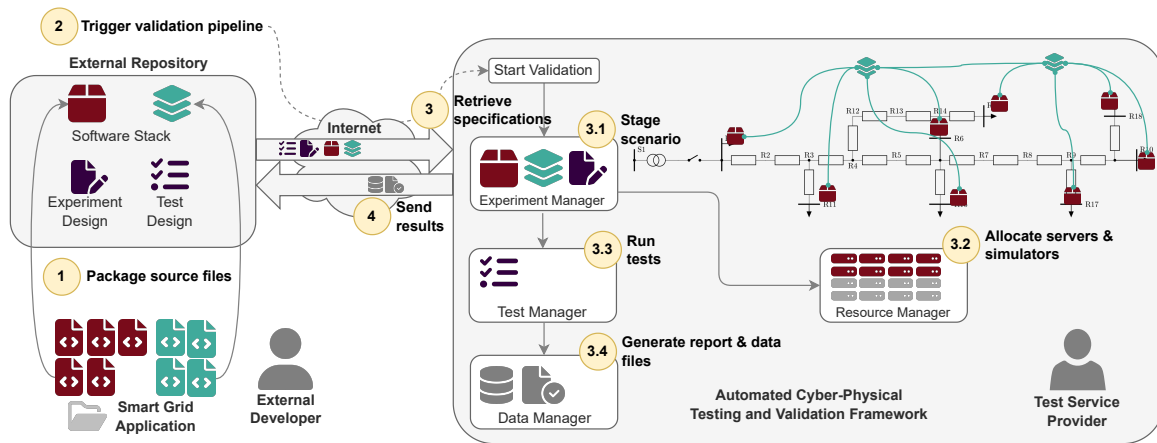 2
Trigger validation pipeline
External Repository
Software Stack
Experiment
Design
Test
Design
1
Package source files
Smart Grid
Application
External
Developer
Internet
3
Retrieve
specifications
4
Send
results
Start Validation
3.1
Stage
scenario
Experiment Manager
3.3
Run
tests
Test Manager
3.4
Generate report & data
files
Data Manager
S1
R2
R3
R4
R5
R6
R7
R8
R9
R11
R12
R13
R14
R17
R18
3.2
Allocate servers &
simulators
Resource Manager
Automated Cyber-Physical
Testing and Validation Framework
Test Service
Provider